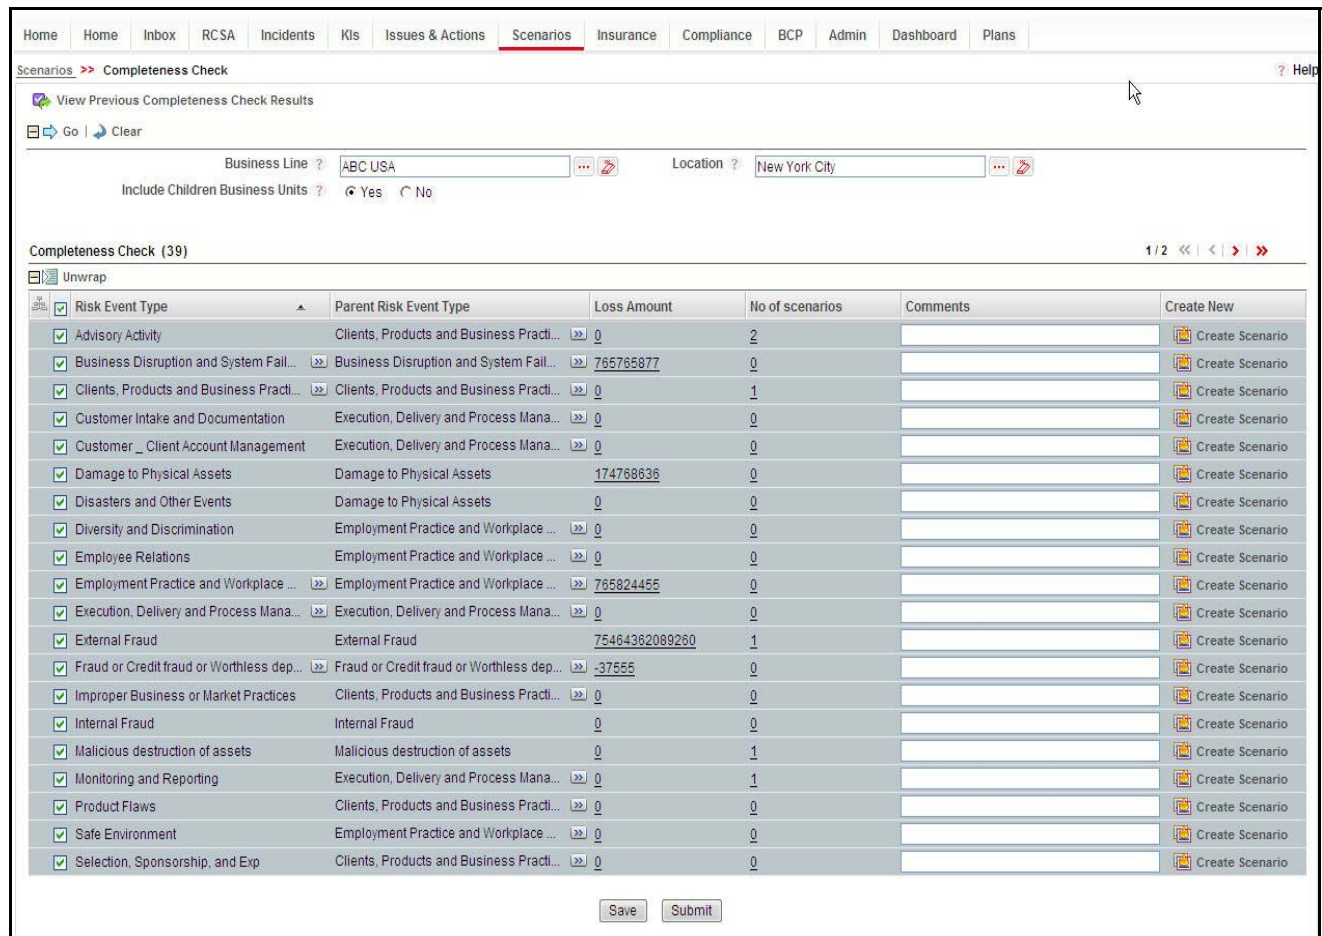 Home Home Inbox RCSA Incidents KIs Issues & Actions Scenarios Insurance Compliance BCP Admin Dashboard Plans
Scenarios >> Completeness Check ? Help
View Previous Completeness Check Results
Go | Clear
Business Line ? ABC USA ... Location ? New York City ...
Include Children Business Units ? Yes No
Completeness Check (39) 1 / 2 << | < | > | >>
Unwrap
Risk Event Type Parent Risk Event Type Loss Amount No of scenarios Comments Create New
Advisory Activity Clients, Products and Business Practi... >> 0 2 Create Scenario
Business Disruption and System Fail... >> Business Disruption and System Fail... >> 765765877 0 Create Scenario
Clients, Products and Business Practi... >> Clients, Products and Business Practi... >> 0 1 Create Scenario
Customer Intake and Documentation Execution, Delivery and Process Mana... >> 0 0 Create Scenario
Customer _ Client Account Management Execution, Delivery and Process Mana... >> 0 0 Create Scenario
Damage to Physical Assets Damage to Physical Assets 174768636 0 Create Scenario
Disasters and Other Events Damage to Physical Assets 0 0 Create Scenario
Diversity and Discrimination Employment Practice and Workplace ... >> 0 0 Create Scenario
Employee Relations Employment Practice and Workplace ... >> 0 0 Create Scenario
Employment Practice and Workplace ... >> Employment Practice and Workplace ... >> 765824455 0 Create Scenario
Execution, Delivery and Process Mana... >> Execution, Delivery and Process Mana... >> 0 0 Create Scenario
External Fraud External Fraud 75464362089260 1 Create Scenario
Fraud or Credit fraud or Worthless dep... >> Fraud or Credit fraud or Worthless dep... >> -37555 0 Create Scenario
Improper Business or Market Practices Clients, Products and Business Practi... >> 0 0 Create Scenario
Internal Fraud Internal Fraud 0 0 Create Scenario
Malicious destruction of assets Malicious destruction of assets 0 1 Create Scenario
Monitoring and Reporting Execution, Delivery and Process Mana... >> 0 1 Create Scenario
Product Flaws Clients, Products and Business Practi... >> 0 0 Create Scenario
Safe Environment Employment Practice and Workplace ... >> 0 0 Create Scenario
Selection, Sponsorship, and Exp Clients, Products and Business Practi... >> 0 0 Create Scenario
Save Submit